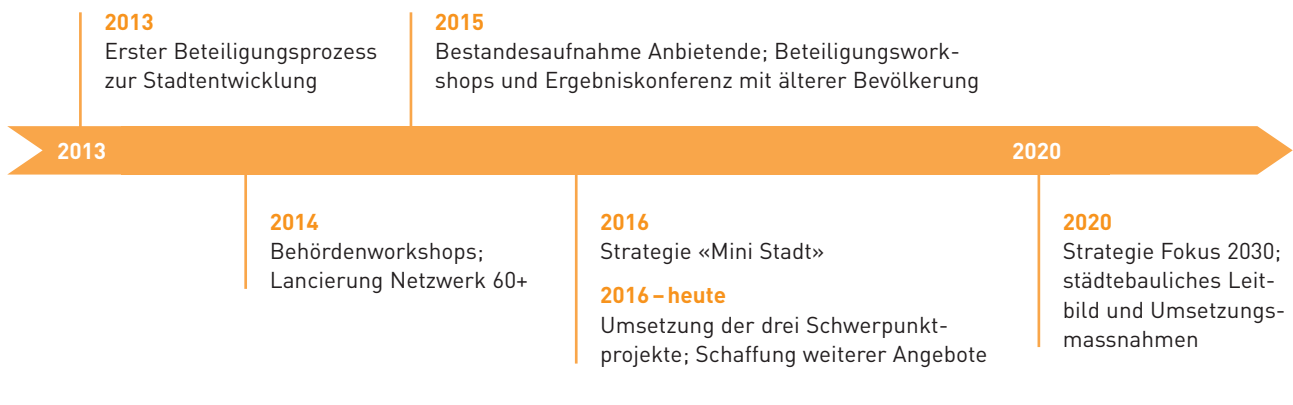 2013
Erster Beteiligungsprozess
zur Stadtentwicklung
2015
Bestandesaufnahme Anbietende; Beteiligungswork-
shops und Ergebniskonferenz mit älterer Bevölkerung
2013
2020
2014
Behördenworkshops;
Lancierung Netzwerk 60+
2016
Strategie «Mini Stadt»
2016 – heute
Umsetzung der drei Schwerpunkt-
projekte; Schaffung weiterer Angebote
2020
Strategie Fokus 2030;
städtebauliches Leit-
bild und Umsetzungs-
massnahmen